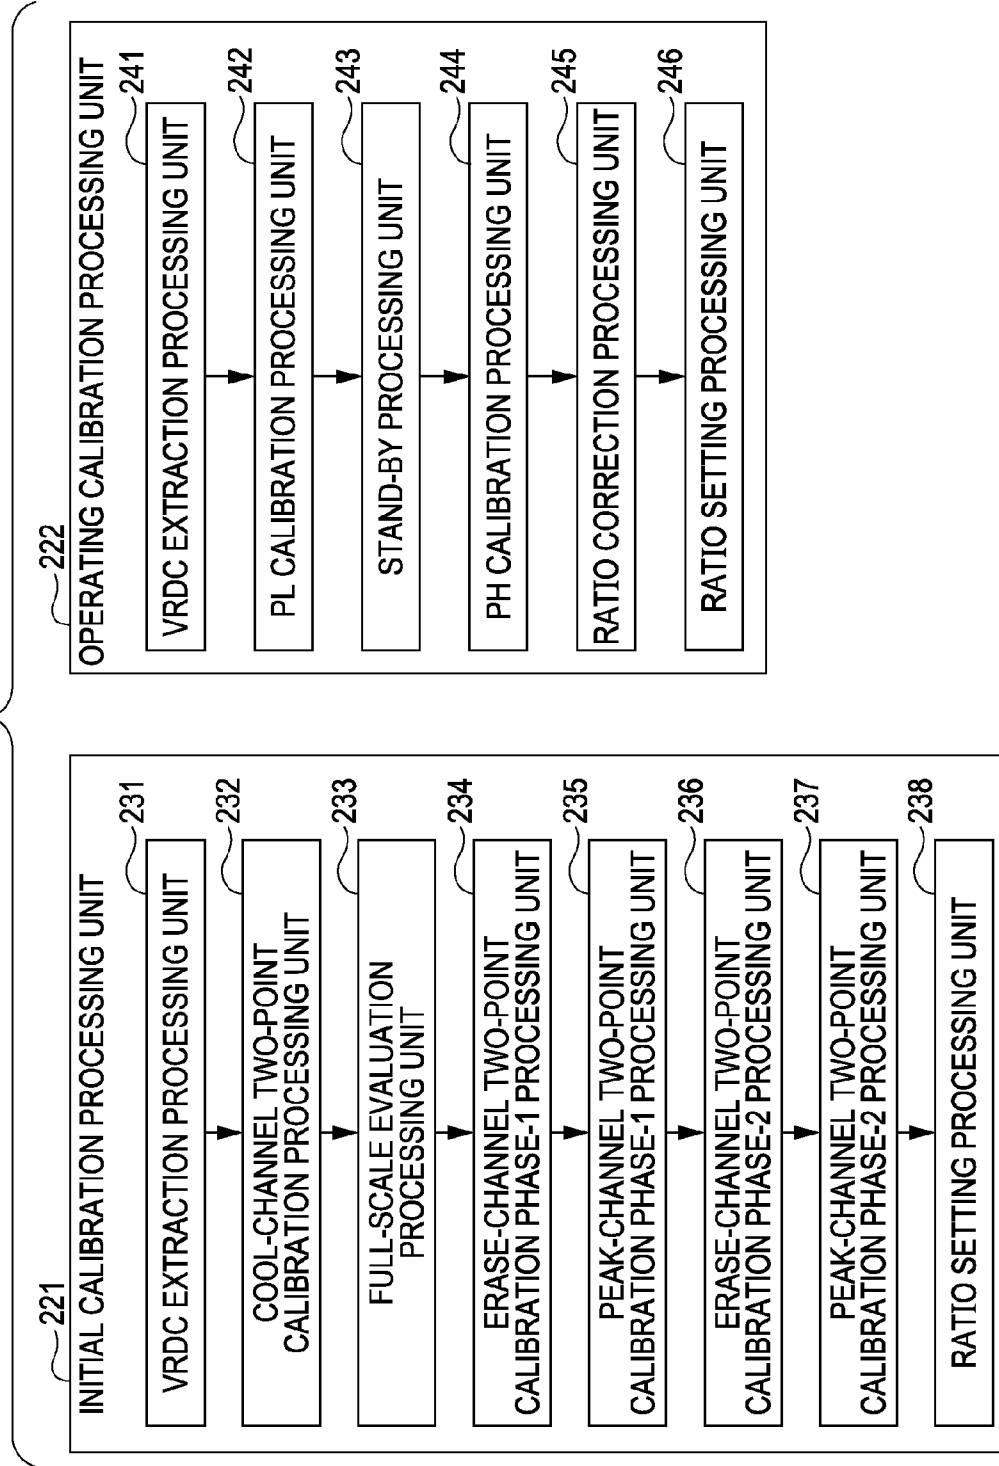 221
INITIAL CALIBRATION PROCESSING UNIT
231
VRDC EXTRACTION PROCESSING UNIT
232
COOL-CHANNEL TWO-POINT
CALIBRATION PROCESSING UNIT
233
FULL-SCALE EVALUATION
PROCESSING UNIT
234
ERASE-CHANNEL TWO-POINT
CALIBRATION PHASE-1 PROCESSING UNIT
235
PEAK-CHANNEL TWO-POINT
CALIBRATION PHASE-1 PROCESSING UNIT
236
ERASE-CHANNEL TWO-POINT
CALIBRATION PHASE-2 PROCESSING UNIT
237
PEAK-CHANNEL TWO-POINT
CALIBRATION PHASE-2 PROCESSING UNIT
238
RATIO SETTING PROCESSING UNIT
222
OPERATING CALIBRATION PROCESSING UNIT
241
VRDC EXTRACTION PROCESSING UNIT
242
PL CALIBRATION PROCESSING UNIT
243
STAND-BY PROCESSING UNIT
244
PH CALIBRATION PROCESSING UNIT
245
RATIO CORRECTION PROCESSING UNIT
246
RATIO SETTING PROCESSING UNIT